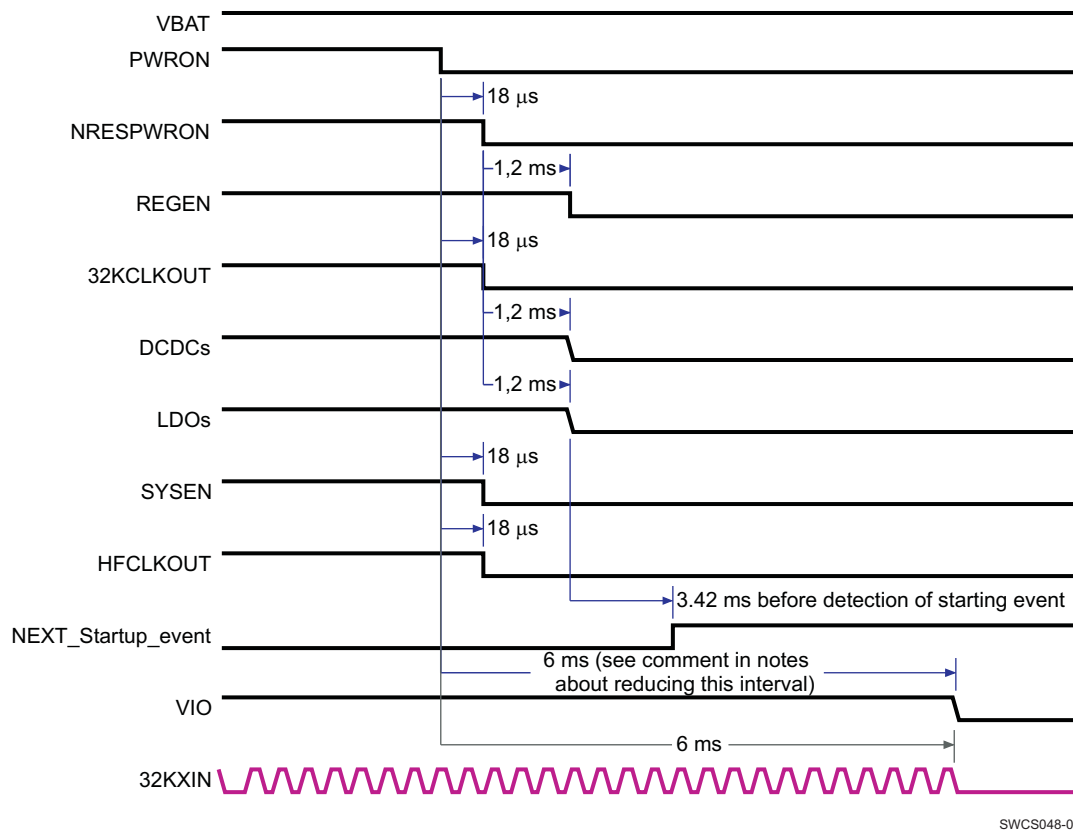 VBAT
PWRON
18 μs
NRESPWRON
1,2 ms
REGEN
18 μs
32KCLKOUT
1,2 ms
DCDCs
1,2 ms
LDOs
18 μs
SYSEN
18 μs
HFCLKOUT
3.42 ms before detection of starting event
NEXT_Startup_event
6 ms (see comment in notes
about reducing this interval)
VIO
6 ms
32KXIN
SWCS048-0